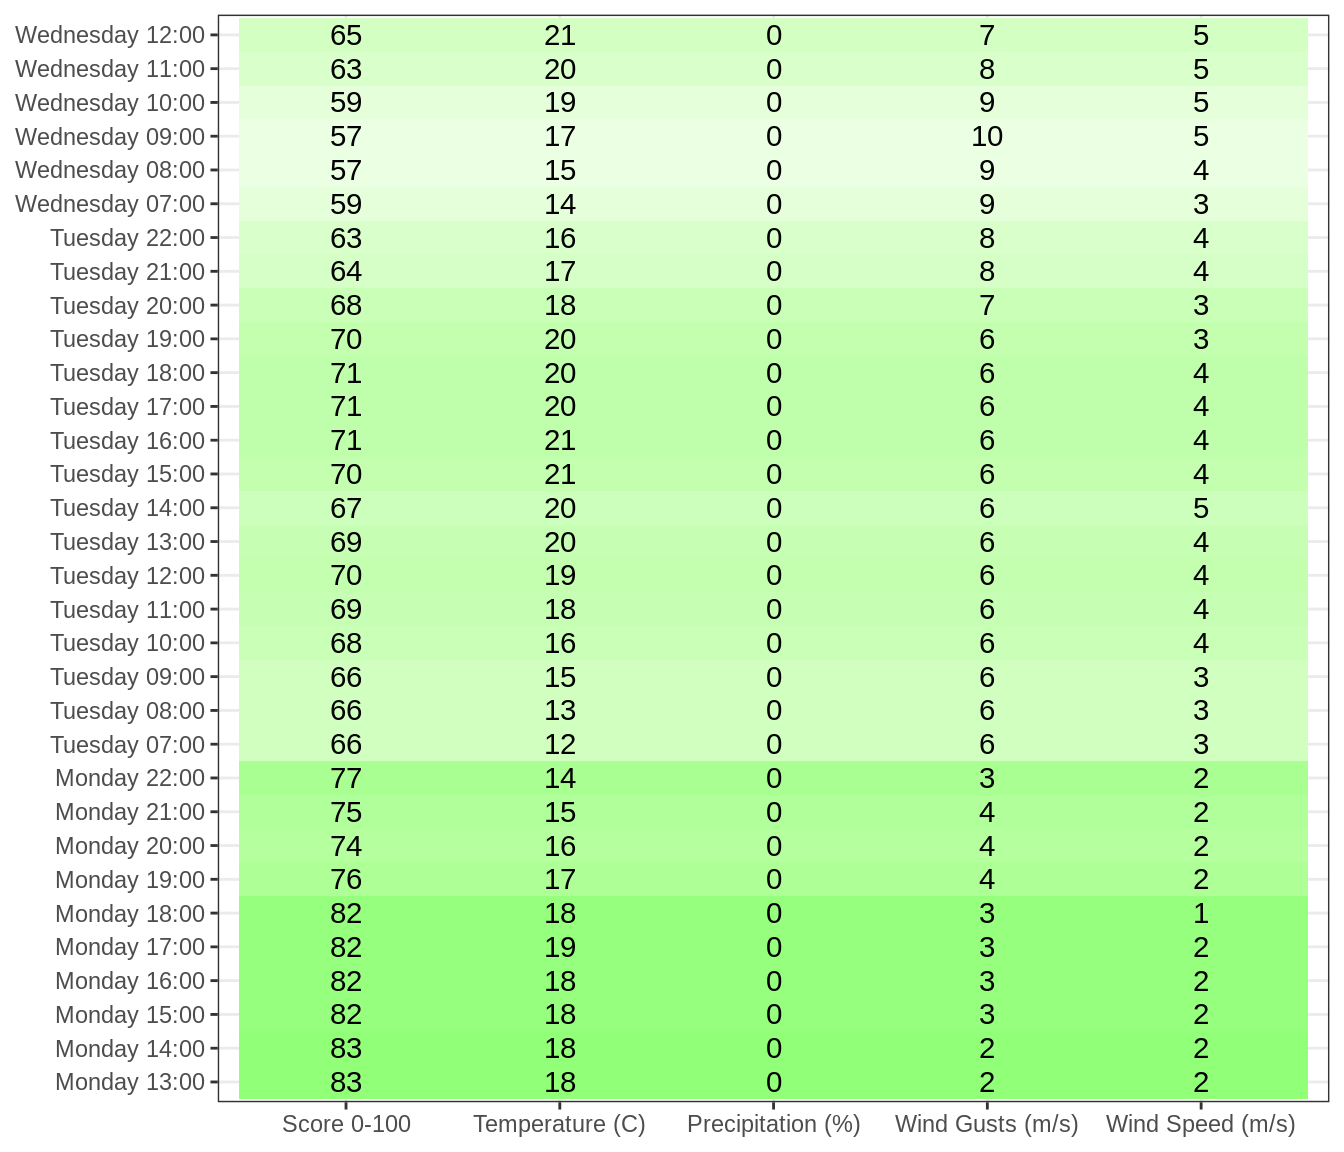 Wednesday 12:00 65 21 0 7 5
Wednesday 11:00 63 20 0 8 5
Wednesday 10:00 59 19 0 9 5
Wednesday 09:00 57 17 0 10 5
Wednesday 08:00 57 15 0 9 4
Wednesday 07:00 59 14 0 9 3
Tuesday 22:00 63 16 0 8 4
Tuesday 21:00 64 17 0 8 4
Tuesday 20:00 68 18 0 7 3
Tuesday 19:00 70 20 0 6 3
Tuesday 18:00 71 20 0 6 4
Tuesday 17:00 71 20 0 6 4
Tuesday 16:00 71 21 0 6 4
Tuesday 15:00 70 21 0 6 4
Tuesday 14:00 67 20 0 6 5
Tuesday 13:00 69 20 0 6 4
Tuesday 12:00 70 19 0 6 4
Tuesday 11:00 69 18 0 6 4
Tuesday 10:00 68 16 0 6 4
Tuesday 09:00 66 15 0 6 3
Tuesday 08:00 66 13 0 6 3
Tuesday 07:00 66 12 0 6 3
Monday 22:00 77 14 0 3 2
Monday 21:00 75 15 0 4 2
Monday 20:00 74 16 0 4 2
Monday 19:00 76 17 0 4 2
Monday 18:00 82 18 0 3 1
Monday 17:00 82 19 0 3 2
Monday 16:00 82 18 0 3 2
Monday 15:00 82 18 0 3 2
Monday 14:00 83 18 0 2 2
Monday 13:00 83 18 0 2 2
Score 0-100 Temperature (C) Precipitation (%) Wind Gusts (m/s) Wind Speed (m/s)